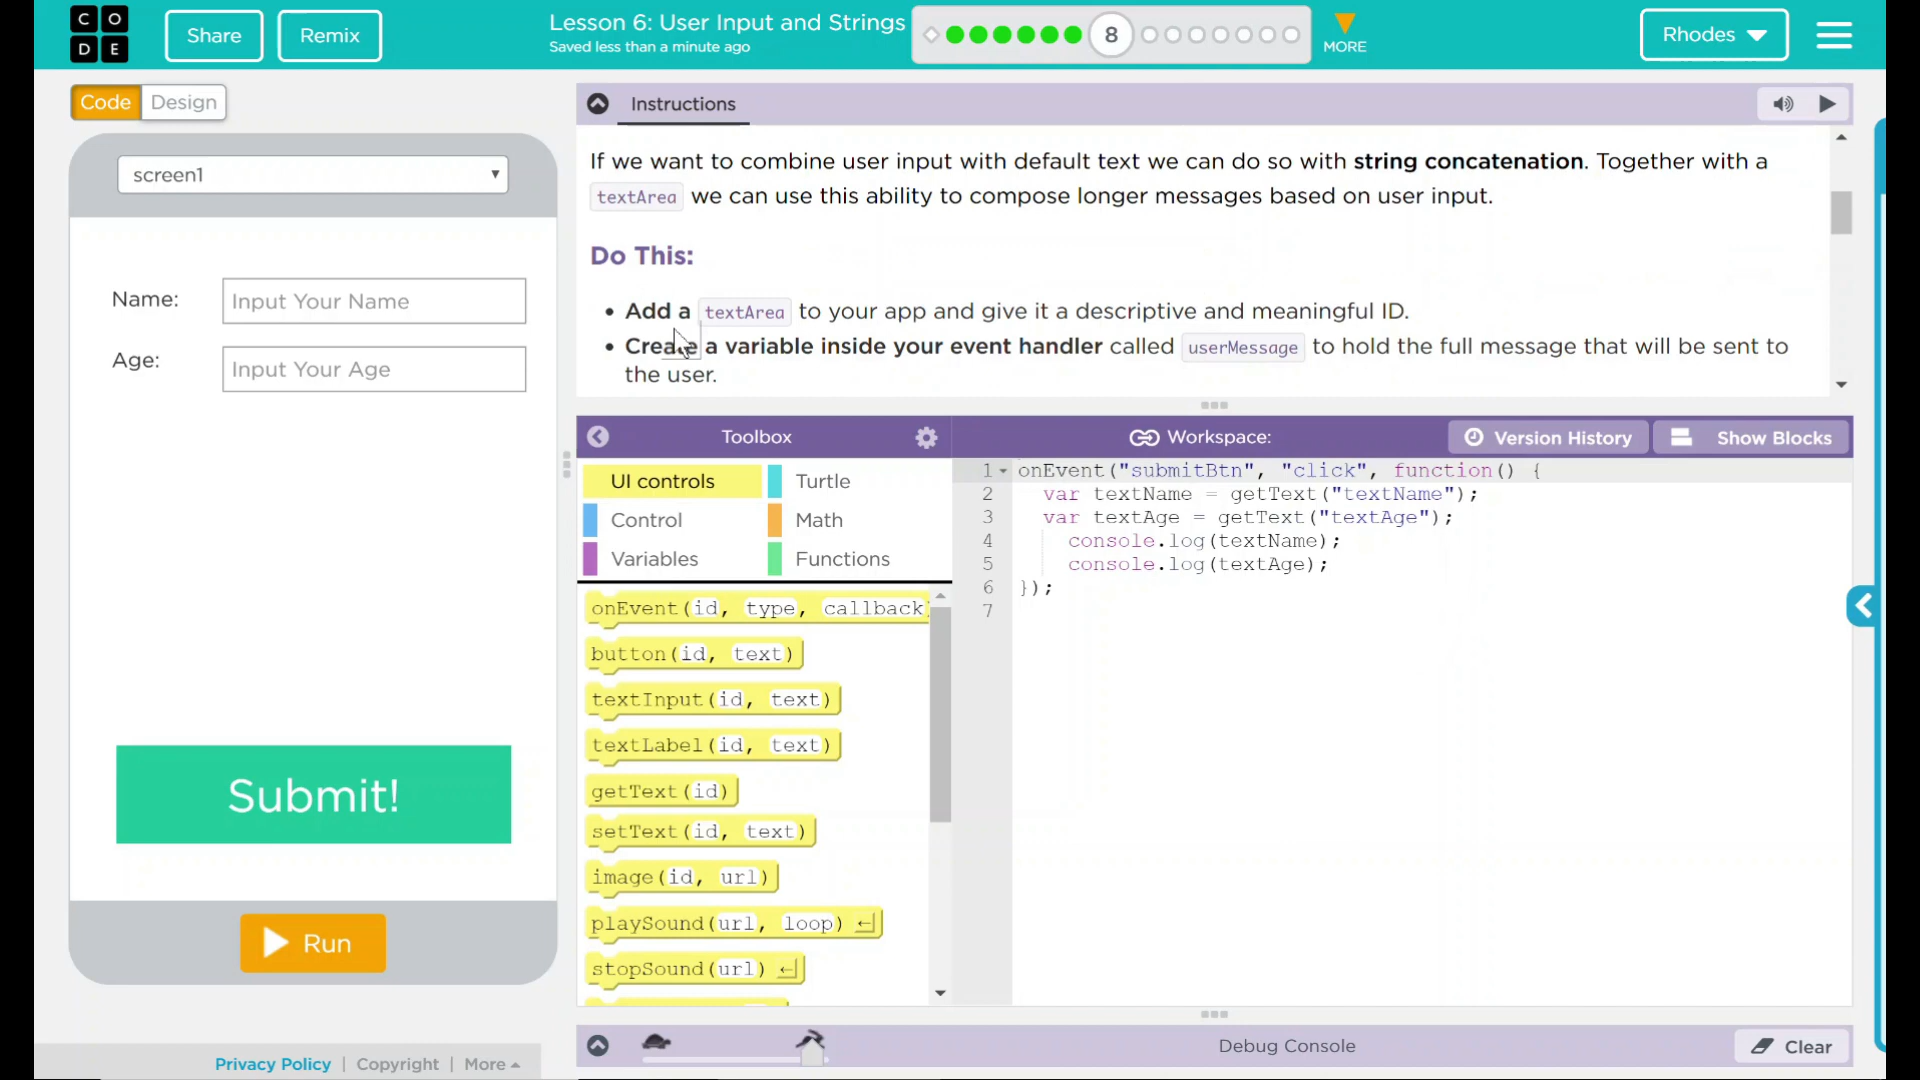 CODE
Share
Remix
Lesson 6: User Input and Strings
Saved less than a minute ago
8
MORE
Rhodes
Code
Design
screen1
Name:
Input Your Name
Age:
Input Your Age
Submit!
Run
Privacy Policy | Copyright | More
Instructions
If we want to combine user input with default text we can do so with string concatenation. Together with a
textArea we can use this ability to compose longer messages based on user input.
Do This:
• Add a textArea to your app and give it a descriptive and meaningful ID.
• Create a variable inside your event handler called userMessage to hold the full message that will be sent to
the user.
Toolbox
UI controls
Turtle
Control
Math
Variables
Functions
onEvent(id, type, callback)
button(id, text)
textInput(id, text)
textLabel(id, text)
getText(id)
setText(id, text)
image(id, url)
playSound(url, loop)
stopSound(url)
Workspace:
Version History
Show Blocks
1 onEvent("submitBtn", "click", function() {
2 var textName = getText("textName");
3 var textAge = getText("textAge");
4 console.log(textName);
5 console.log(textAge);
6 });
7
Debug Console
Clear